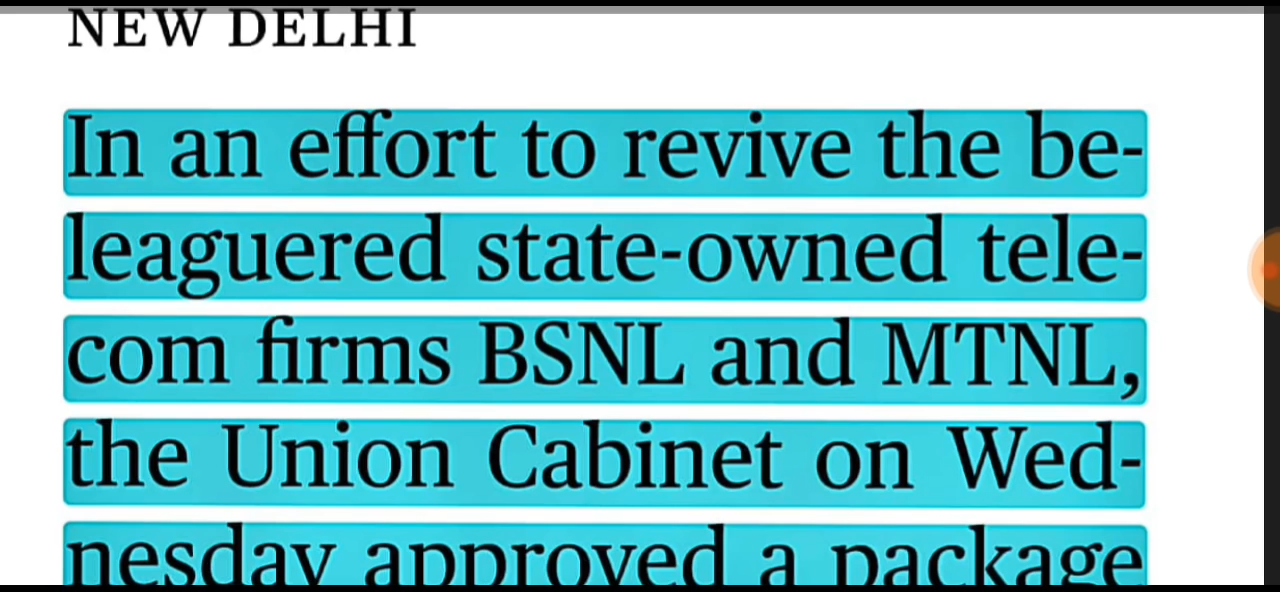 NEW DELHI
In an effort to revive the be-
leaguered state-owned tele-
com firms BSNL and MTNL,
the Union Cabinet on Wed-
nesday approved a package